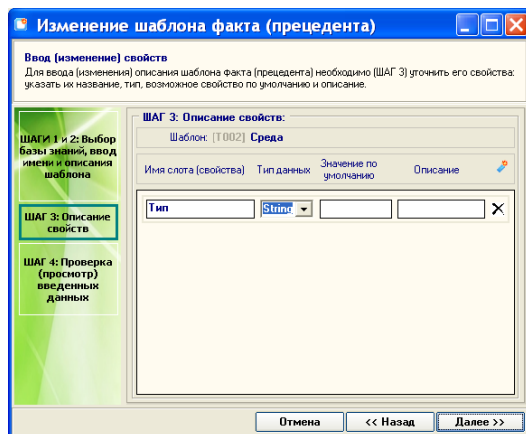 Изменение шаблона факта (прецедента)
Ввод (изменение) свойств
Для ввода (изменения) описания шаблона факта (прецедента) необходимо (ШАГ 3) уточнить его свойства:
указать их название, тип, возможное свойство по умолчанию и описание.
ШАГИ 1 и 2: Выбор
базы знаний, ввод
имени и описания
шаблона
ШАГ 3: Описание
свойств
ШАГ 4: Проверка
(просмотр)
введенных
данных
ШАГ 3: Описание свойств:
Шаблон: [T002] Среда
Имя слота (свойства) Тип данных Значение по
умолчанию Описание
Тип String
Отмена << Назад Далее >>